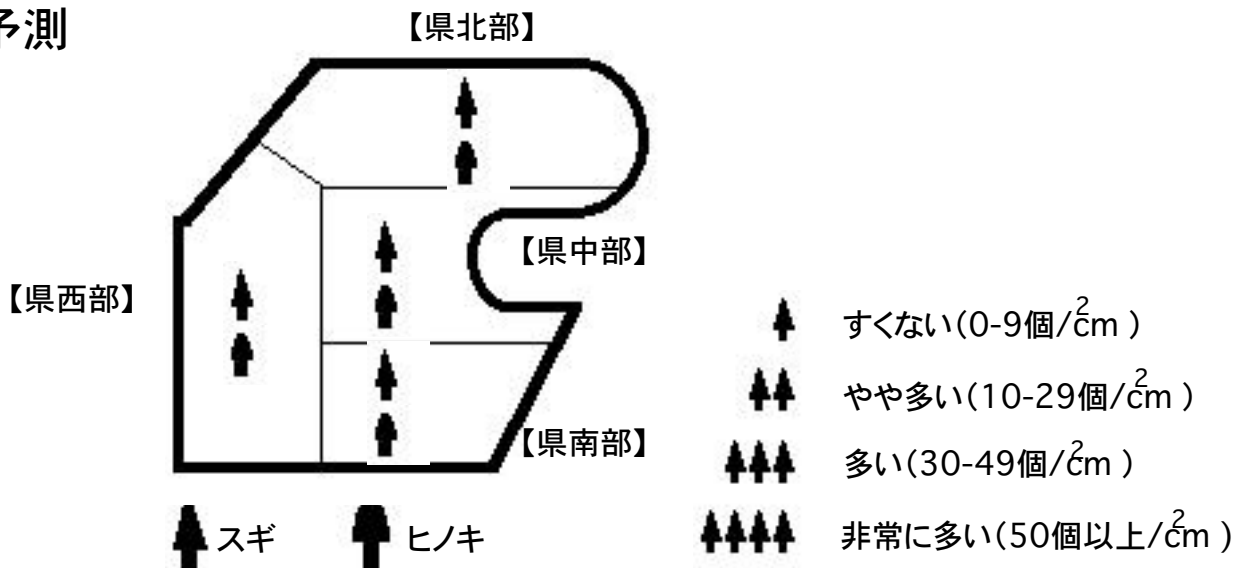 予測
【県北部】
【県中部】
【県西部】
すくない(0-9個/cm2)
やや多い(10-29個/cm2)
【県南部】
多い(30-49個/cm2)
スギ
ヒノキ
非常に多い(50個以上/cm2)